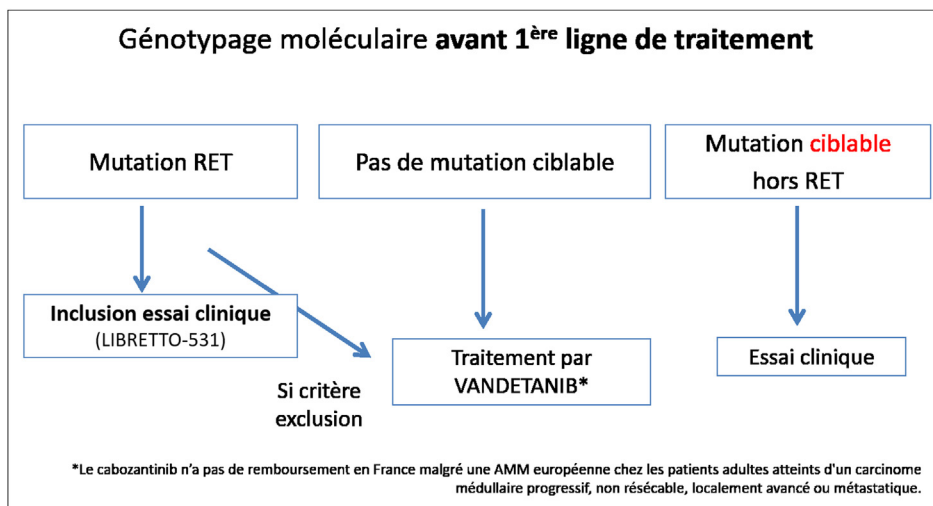 Génotypage moléculaire avant 1ère ligne de traitement
Mutation RET
Pas de mutation ciblable
Mutation ciblable
hors RET
Inclusion essai clinique
(LIBRETTO-531)
Si critère
exclusion
Traitement par
VANDETANIB*
Essai clinique
*Le cabozantinib n'a pas de remboursement en France malgré une AMM européenne chez les patients adultes atteints d'un carcinome
médullaire progressif, non résécable, localement avancé ou métastatique.